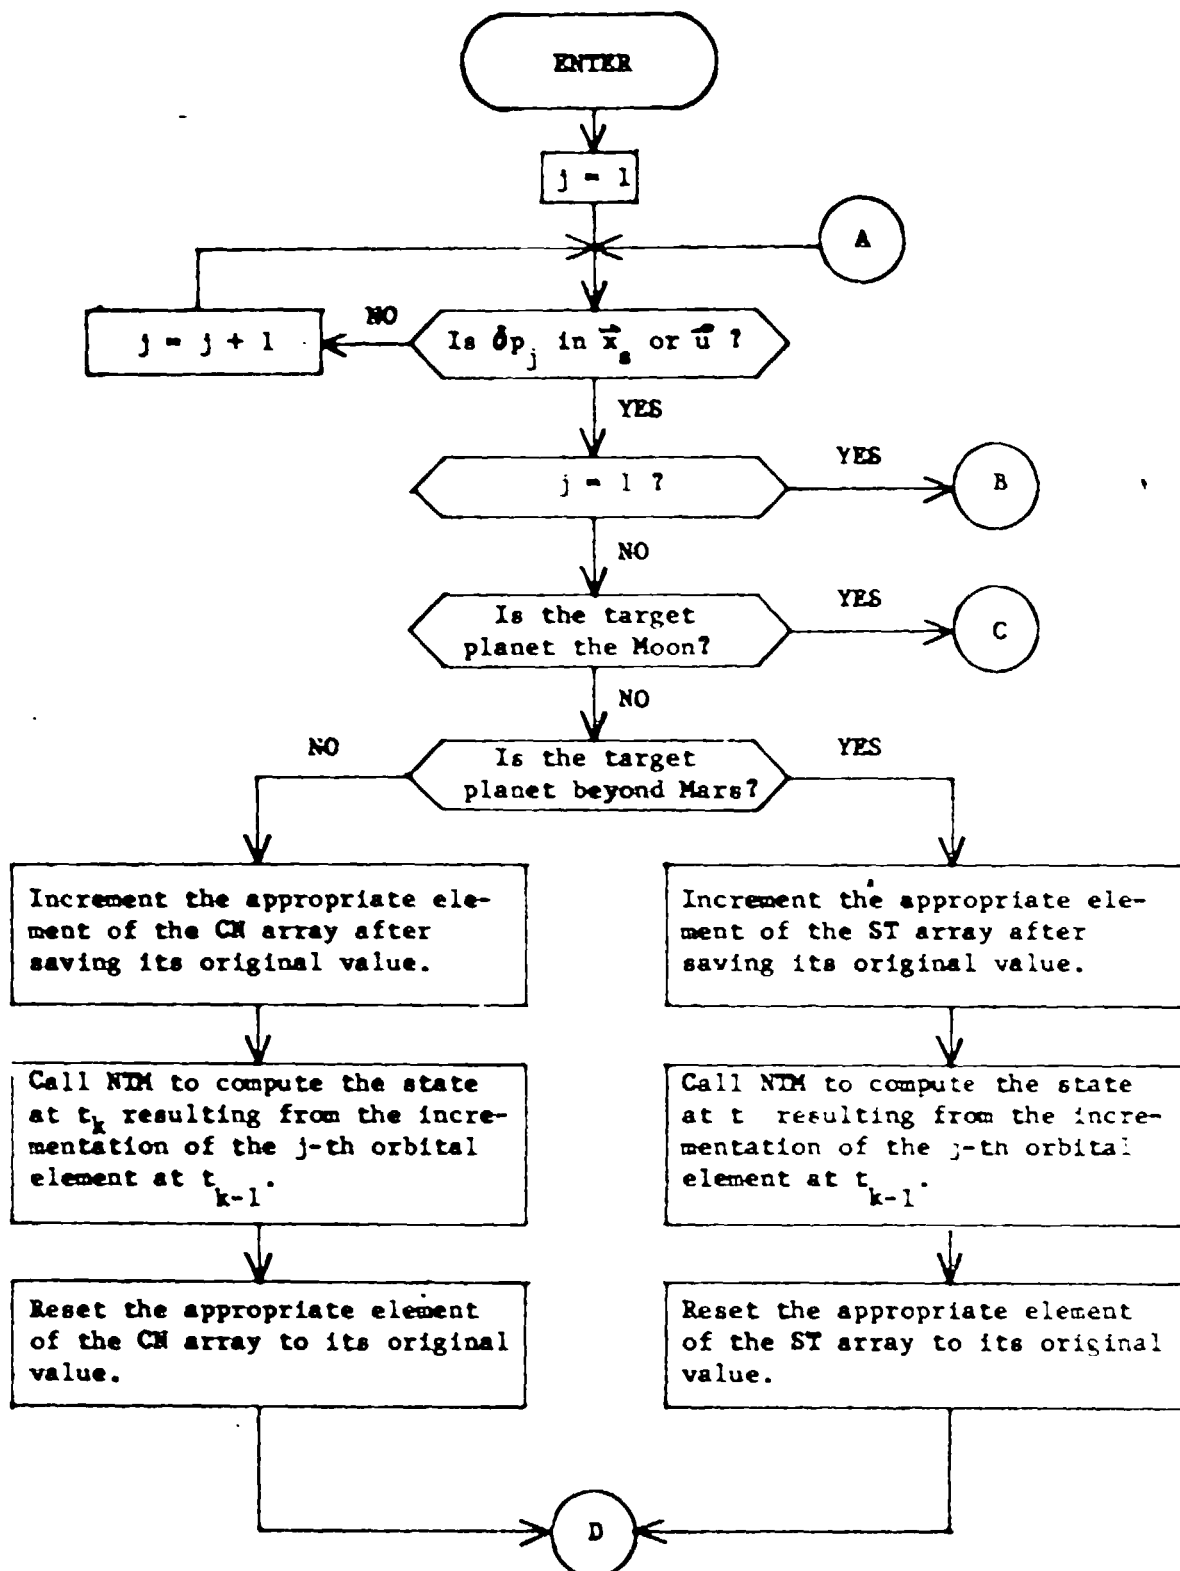 ENTER
j = 1
A
NO
j = j + 1
Is δp_j in x⃗_s or u⃗ ?
YES
j = 1 ?
YES
B
NO
Is the target
planet the Moon?
YES
C
NO
NO
Is the target
planet beyond Mars?
YES
Increment the appropriate ele-
ment of the CN array after
saving its original value.
Increment the appropriate ele-
ment of the ST array after
saving its original value.
Call NTM to compute the state
at t_k resulting from the incre-
mentation of the j-th orbital
element at t_k-1.
Call NTM to compute the state
at t resulting from the incre-
mentation of the j-th orbital
element at t_k-1.
Reset the appropriate element
of the CN array to its original
value.
Reset the appropriate element
of the ST array to its original
value.
D